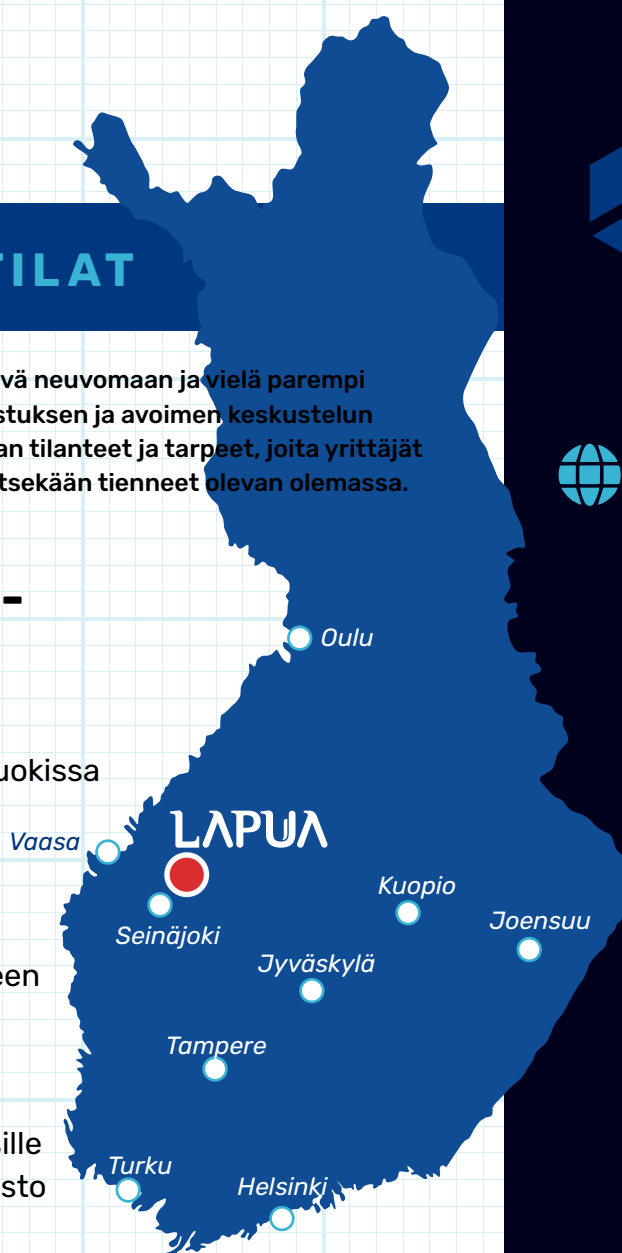 TILAT
vä neuvomaan ja vielä parempi
stuksen ja avoimen keskustelun
an tilanteet ja tarpeet, joita yrittäjät
tsekään tienneet olevan olemassa.
-
Oulu
uokissa
LAPUA
Vaasa
Kuopio
Joensuu
Seinäjoki
Jyväskylä
een
Tampere
sille
Turku
sto
Helsinki